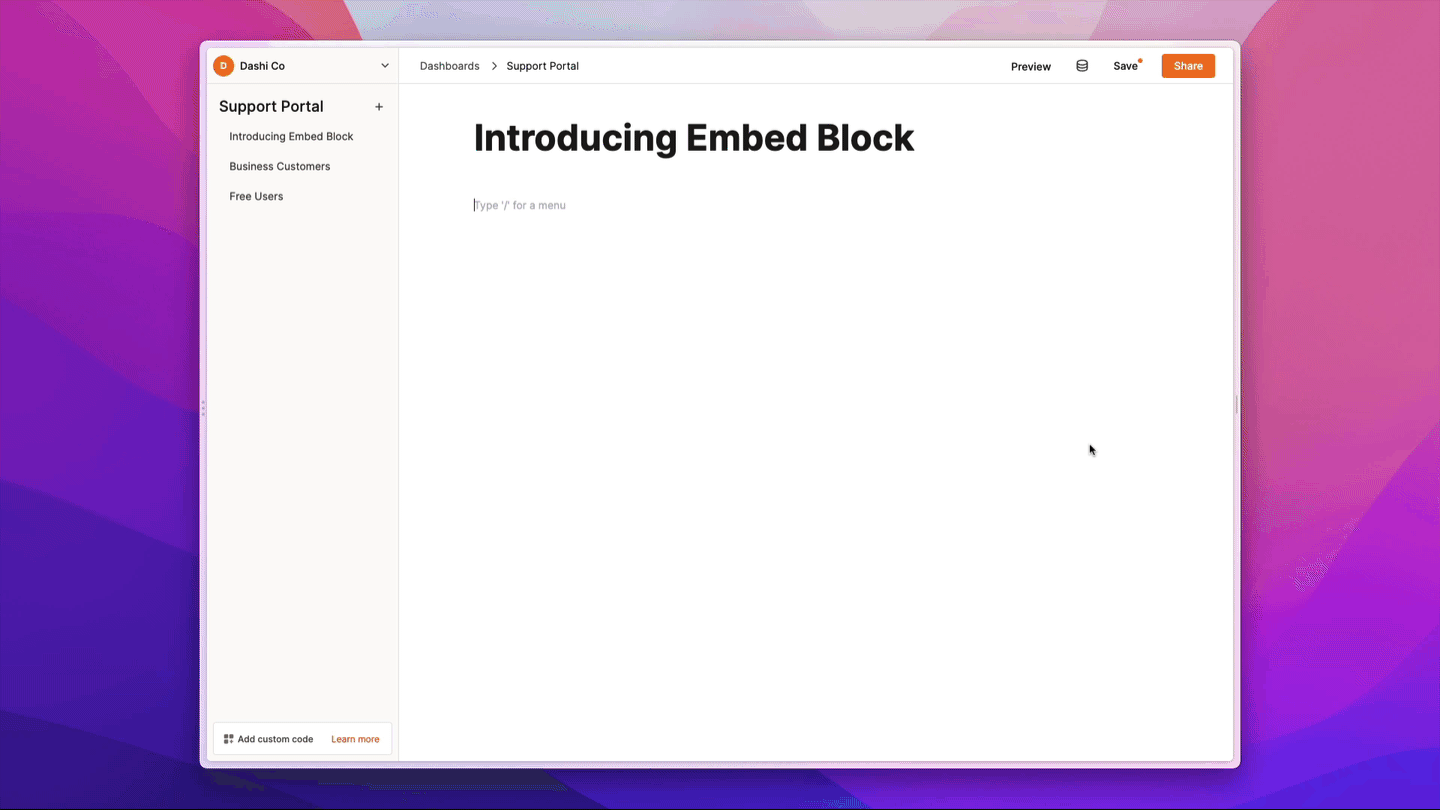 D Dashi Co
Dashboards > Support Portal
Preview
Save
Share
Support Portal +
Introducing Embed Block
Business Customers
Free Users
Introducing Embed Block
Type '/' for a menu
Add custom code Learn more